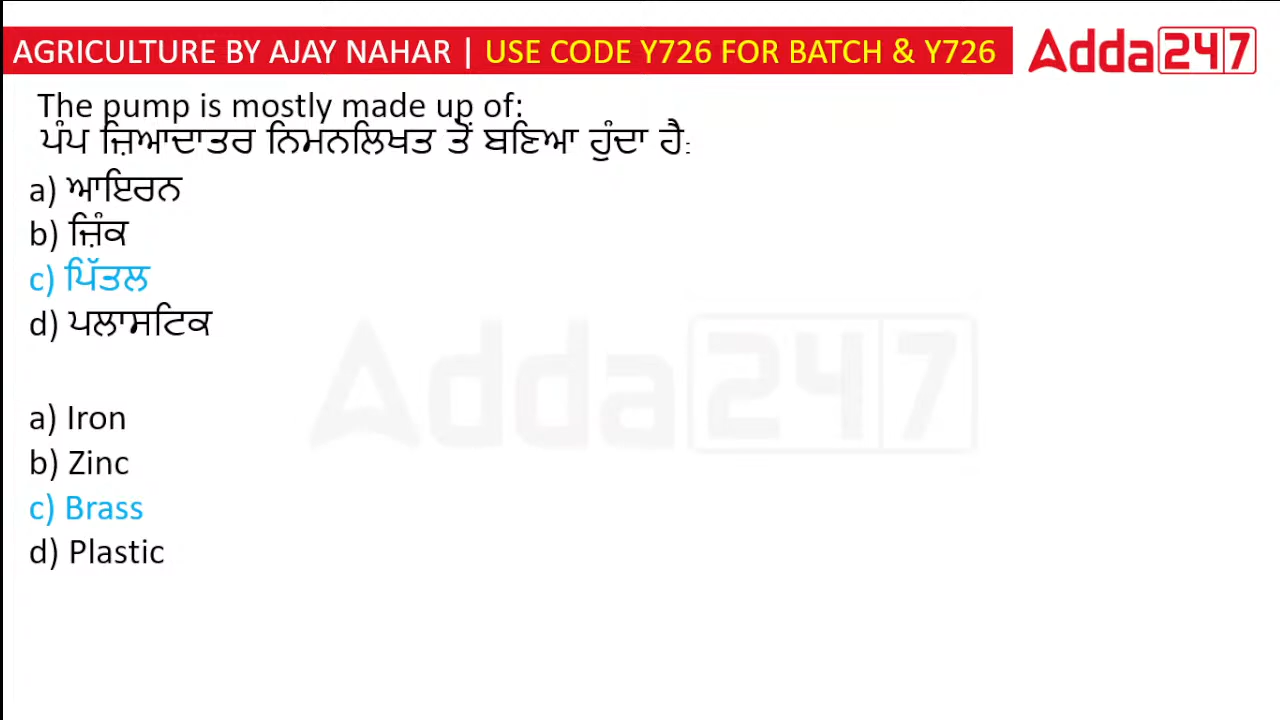 AGRICULTURE BY AJAY NAHAR | USE CODE Y726 FOR BATCH & Y726
Adda247
The pump is mostly made up of:
ਪੰਪ ਜ਼ਿਆਦਾਤਰ ਨਿਮਨਲਿਖਤ ਤੋਂ ਬਣਿਆ ਹੁੰਦਾ ਹੈ:
a) ਆਇਰਨ
b) ਜ਼ਿੰਕ
c) ਪਿੱਤਲ
d) ਪਲਾਸਟਿਕ
Adda247
a) Iron
b) Zinc
c) Brass
d) Plastic